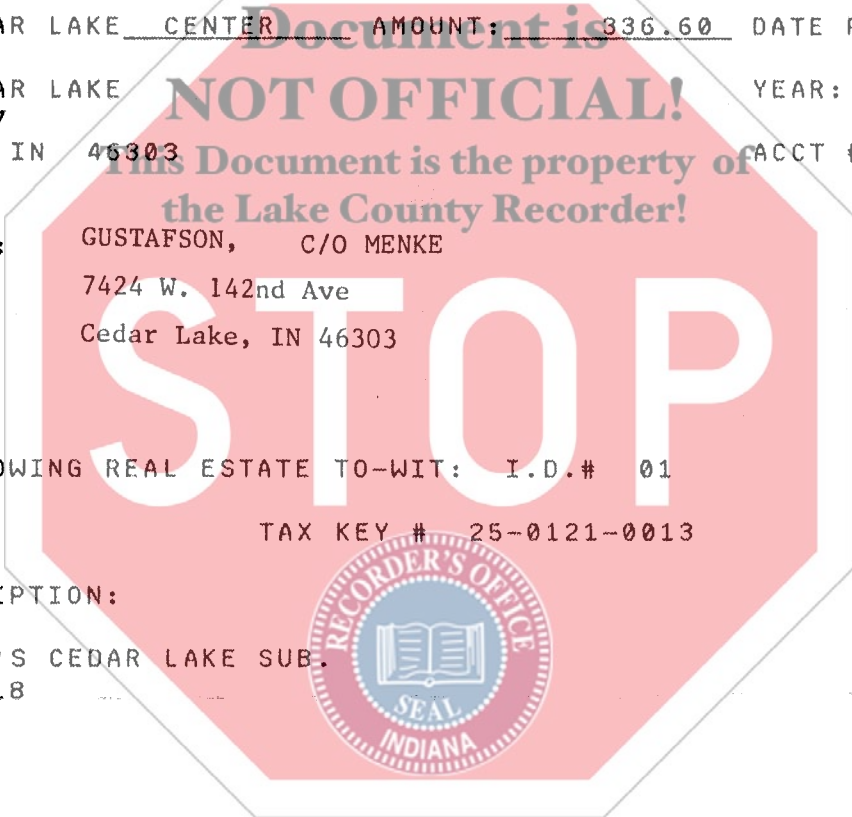 AR LAKE CENTER AMOUNT: 336.60 DATE
Document is
AR LAKE YEAR:
NOT OFFICIAL!
IN 46303 ACCT #
This Document is the property of
the Lake County Recorder!
: GUSTAFSON, C/O MENKE
7424 W. 142nd Ave
Cedar Lake, IN 46303
STOP
OWING REAL ESTATE TO-WIT: I.D.# 01
TAX KEY # 25-0121-0013
RECORDER'S OFFICE
IPTION:
'S CEDAR LAKE SUB.
8
SEAL
INDIANA